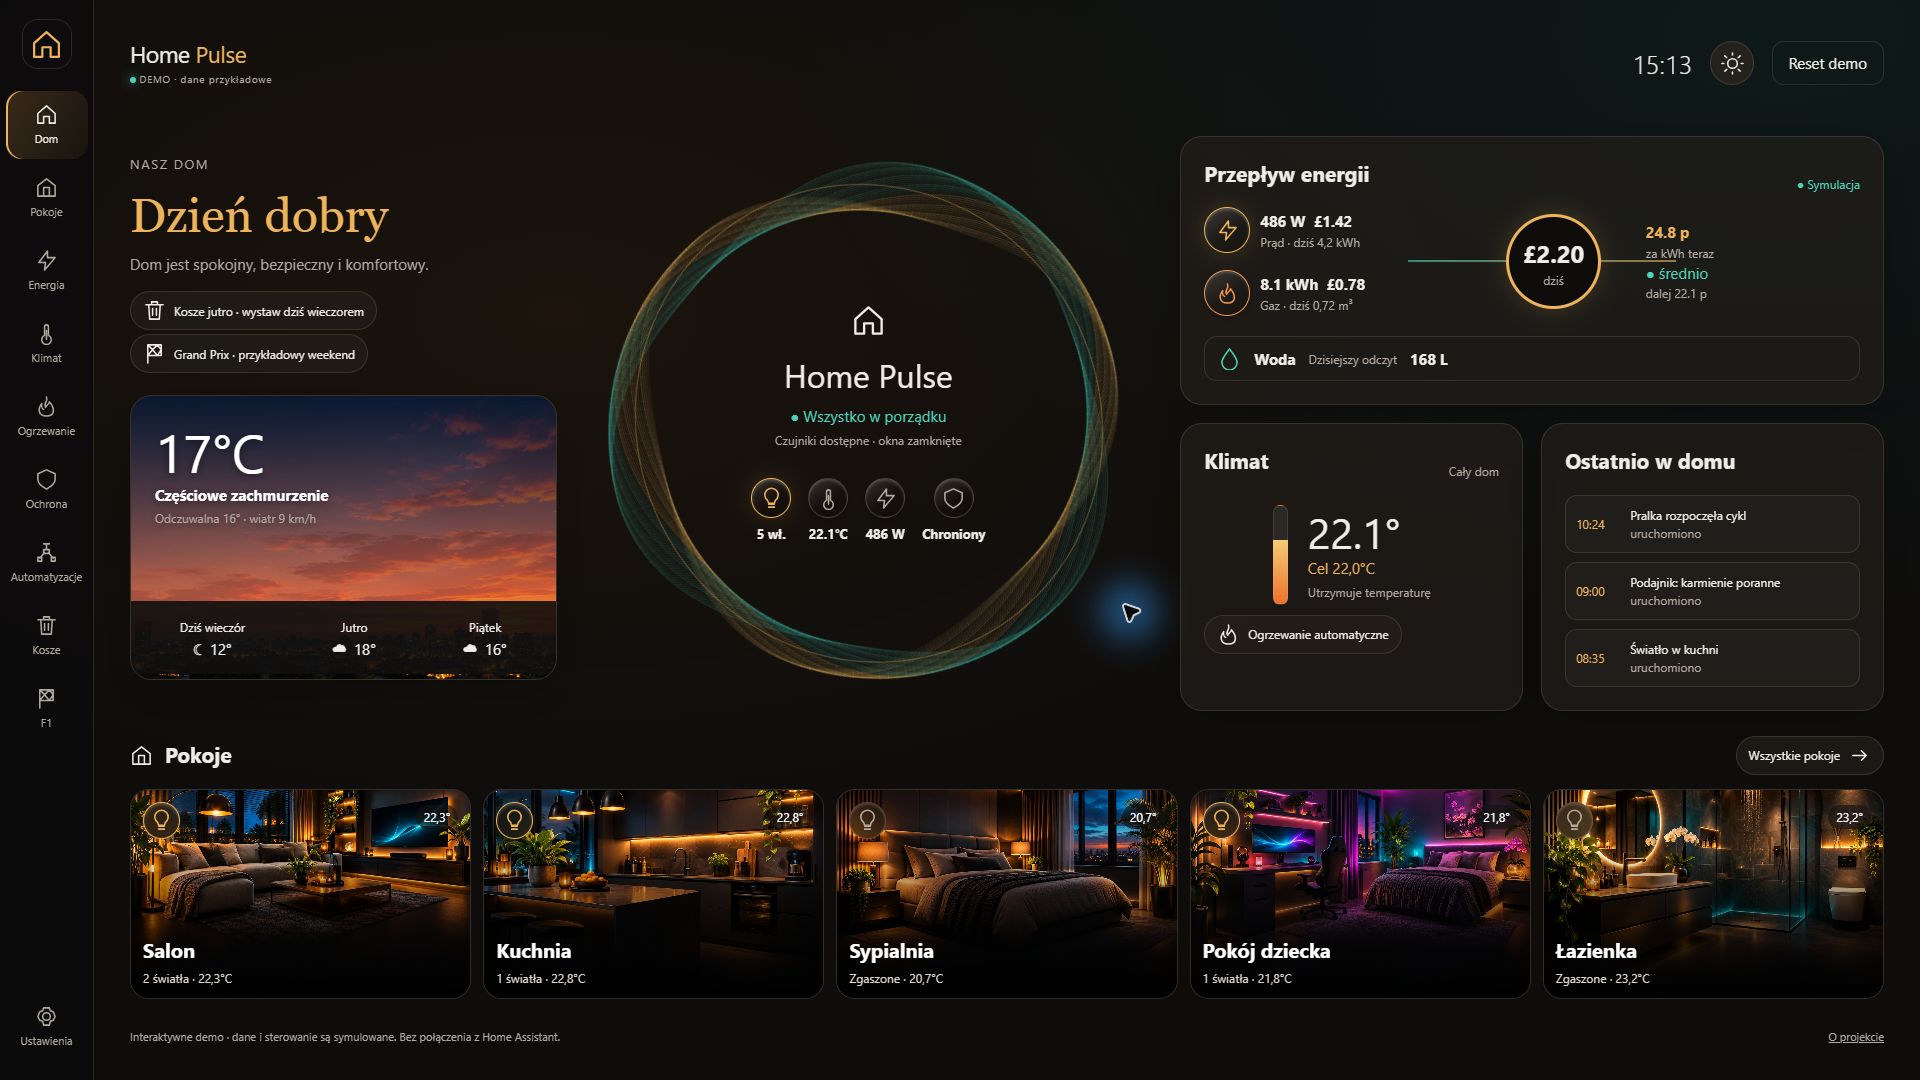 Home Pulse
DEMO · dane przykładowe
15:13
Reset demo
Dom
Pokoje
Energia
Klimat
Ogrzewanie
Ochrona
Automatyzacje
Kosze
F1
Ustawienia
NASZ DOM
Dzień dobry
Dom jest spokojny, bezpieczny i komfortowy.
Kosze jutro · wystaw dziś wieczorem
Grand Prix · przykładowy weekend
17°C
Częściowe zachmurzenie
Odczuwalna 16° · wiatr 9 km/h
Dziś wieczór
12°
Jutro
18°
Piątek
16°
Home Pulse
Wszystko w porządku
Czujniki dostępne · okna zamknięte
5 wł.
22.1°C
486 W
Chroniony
Przepływ energii
Symulacja
486 W £1.42
Prąd · dziś 4,2 kWh
8.1 kWh £0.78
Gaz · dziś 0,72 m³
£2.20
dziś
24.8 p
za kWh teraz
średnio
dalej 22.1 p
Woda Dzisiejszy odczyt 168 L
Klimat
Cały dom
22.1°
Cel 22,0°C
Utrzymuje temperaturę
Ogrzewanie automatyczne
Ostatnio w domu
10:24
Pralka rozpoczęła cykl
uruchomiono
09:00
Podajnik: karmienie poranne
uruchomiono
08:35
Światło w kuchni
uruchomiono
Pokoje
Wszystkie pokoje
22,3°
Salon
2 światła · 22,3°C
22,8°
Kuchnia
1 światła · 22,8°C
20,7°
Sypialnia
Zgaszone · 20,7°C
21,8°
Pokój dziecka
1 światła · 21,8°C
23,2°
Łazienka
Zgaszone · 23,2°C
Interaktywne demo · dane i sterowanie są symulowane. Bez połączenia z Home Assistant.
O projekcie